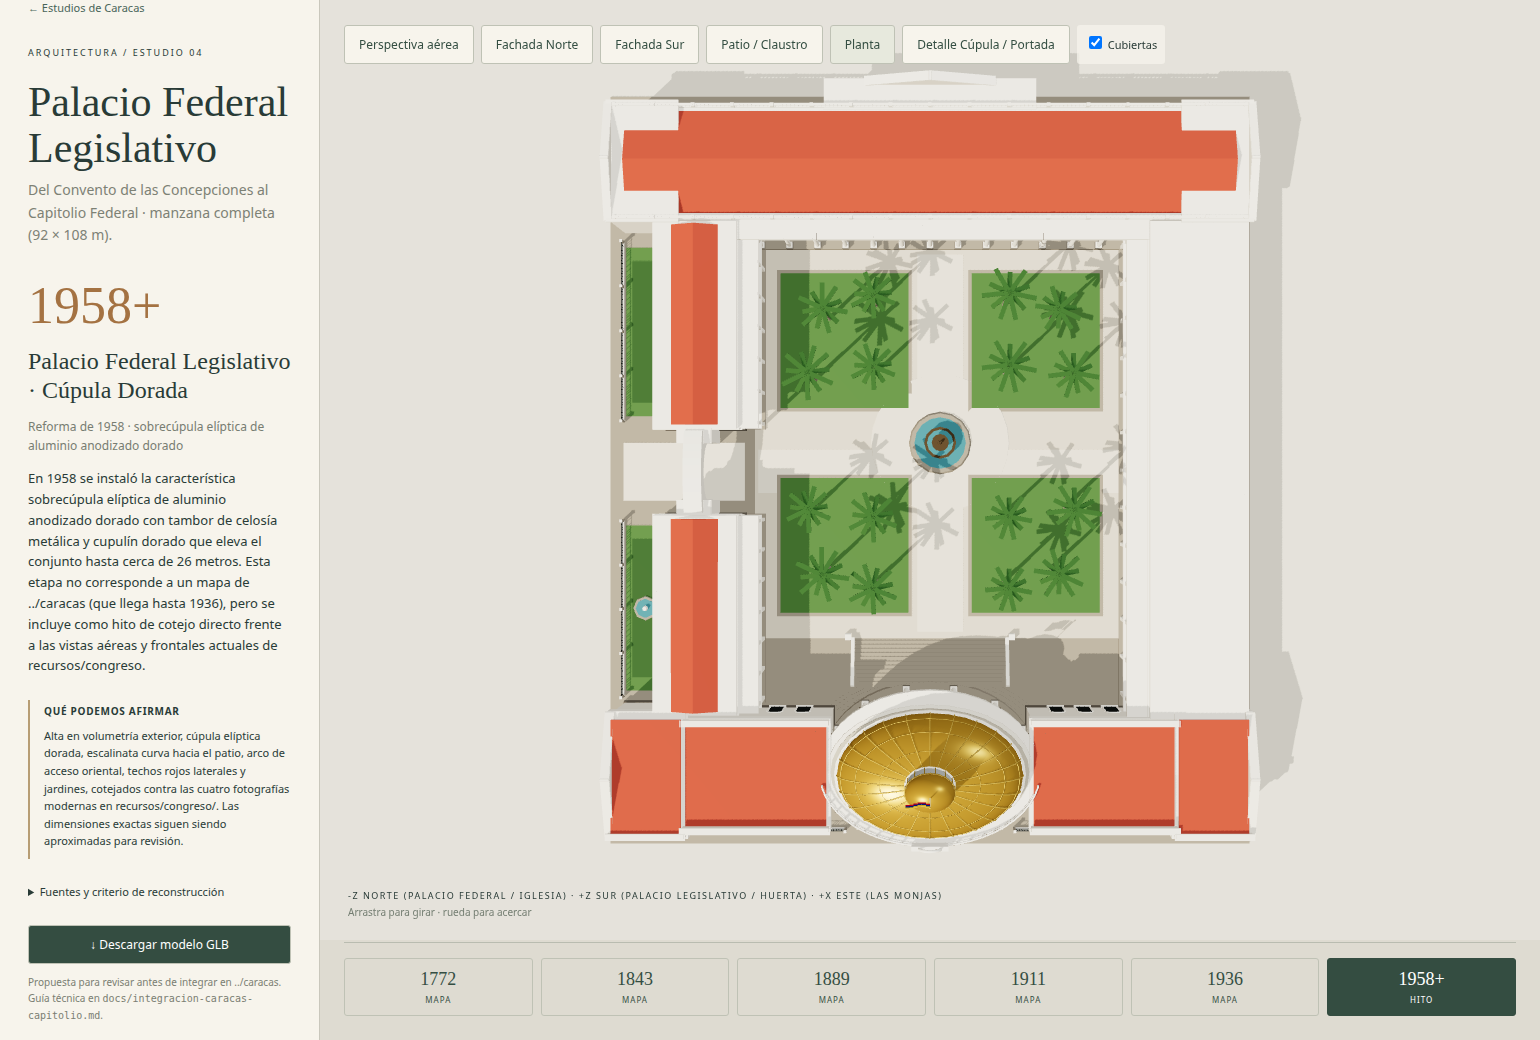 ← Estudios de Caracas
ARQUITECTURA / ESTUDIO 04
Palacio Federal
Legislativo
Del Convento de las Concepciones al
Capitolio Federal · manzana completa
(92 × 108 m).
1958+
Palacio Federal Legislativo
· Cúpula Dorada
Reforma de 1958 · sobrecúpula elíptica de
aluminio anodizado dorado
En 1958 se instaló la característica
sobrecúpula elíptica de aluminio
anodizado dorado con tambor de celosía
metálica y cupulín dorado que eleva el
conjunto hasta cerca de 26 metros. Esta
etapa no corresponde a un mapa de
../caracas (que llega hasta 1936), pero se
incluye como hito de cotejo directo frente
a las vistas aéreas y frontales actuales de
recursos/congreso.
QUÉ PODEMOS AFIRMAR
Alta en volumetría exterior, cúpula elíptica
dorada, escalinata curva hacia el patio, arco de
acceso oriental, techos rojos laterales y
jardines, cotejados contra las cuatro fotografías
modernas en recursos/congreso/. Las
dimensiones exactas siguen siendo
aproximadas para revisión.
▶ Fuentes y criterio de reconstrucción
↓ Descargar modelo GLB
Propuesta para revisar antes de integrar en ../caracas.
Guía técnica en docs/integracion-caracas-
capitolio.md.
Perspectiva aérea
Fachada Norte
Fachada Sur
Patio / Claustro
Planta
Detalle Cúpula / Portada
Cubiertas
-Z NORTE (PALACIO FEDERAL / IGLESIA) · +Z SUR (PALACIO LEGISLATIVO / HUERTA) · +X ESTE (LAS MONJAS)
Arrastra para girar · rueda para acercar
1772
MAPA
1843
MAPA
1889
MAPA
1911
MAPA
1936
MAPA
1958+
HITO